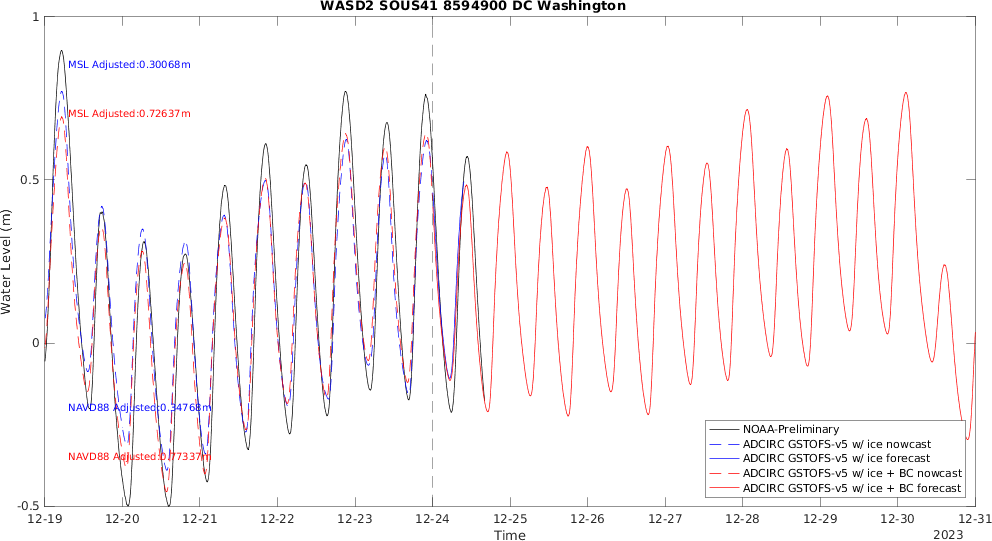 WASD2 SOUS41 8594900 DC Washington
1
MSL Adjusted:0.30068m
MSL Adjusted:0.72637m
0.5
Water Level (m)
0
NAVD88 Adjusted:0.34768m
NAVD88 Adjusted:0.77337m
NOAA-Preliminary
ADCIRC GSTOFS-v5 w/ ice nowcast
ADCIRC GSTOFS-v5 w/ ice forecast
ADCIRC GSTOFS-v5 w/ ice + BC nowcast
ADCIRC GSTOFS-v5 w/ ice + BC forecast
-0.5
12-19 12-20 12-21 12-22 12-23 12-24 12-25 12-26 12-27 12-28 12-29 12-30 12-31
Time
2023